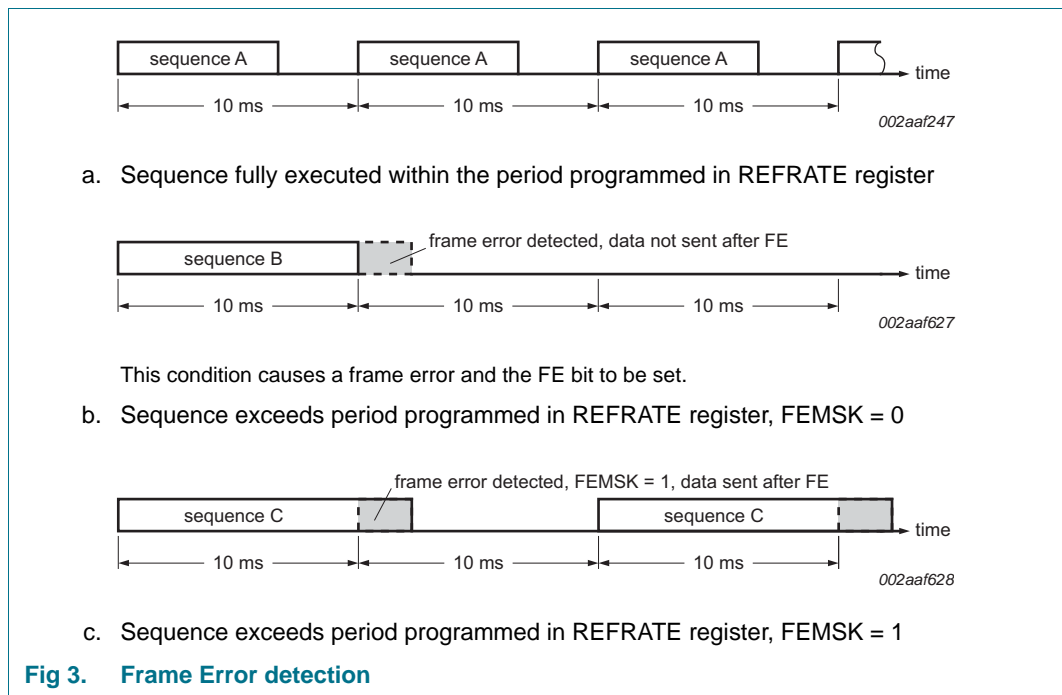 sequence A sequence A sequence A
time
10 ms 10 ms 10 ms
002aaf247
a. Sequence fully executed within the period programmed in REFRATE register
frame error detected, data not sent after FE
sequence B
time
10 ms 10 ms 10 ms
002aaf627
This condition causes a frame error and the FE bit to be set.
b. Sequence exceeds period programmed in REFRATE register, FEMSK = 0
frame error detected, FEMSK = 1, data sent after FE
sequence C sequence C
time
10 ms 10 ms 10 ms
002aaf628
c. Sequence exceeds period programmed in REFRATE register, FEMSK = 1
Fig 3. Frame Error detection